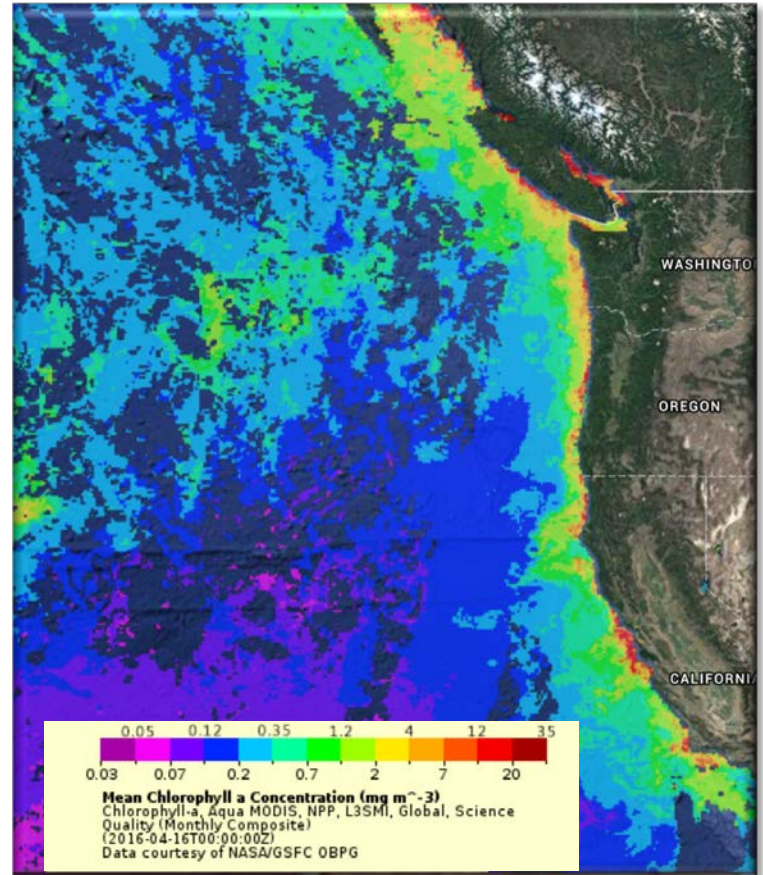 WASHINGTO
OREGON
CALIFORNIA
0.05 0.12 0.35 1.2 4 12 35
0.03 0.07 0.2 0.7 2 7 20
Mean Chlorophyll a Concentration (mg m^-3)
Chlorophyll-a, Aqua MODIS, NPP, L3SMI, Global, Science
Quality (Monthly Composite)
(2016-04-16T00:00:00Z)
Data courtesy of NASA/GSFC OBPG